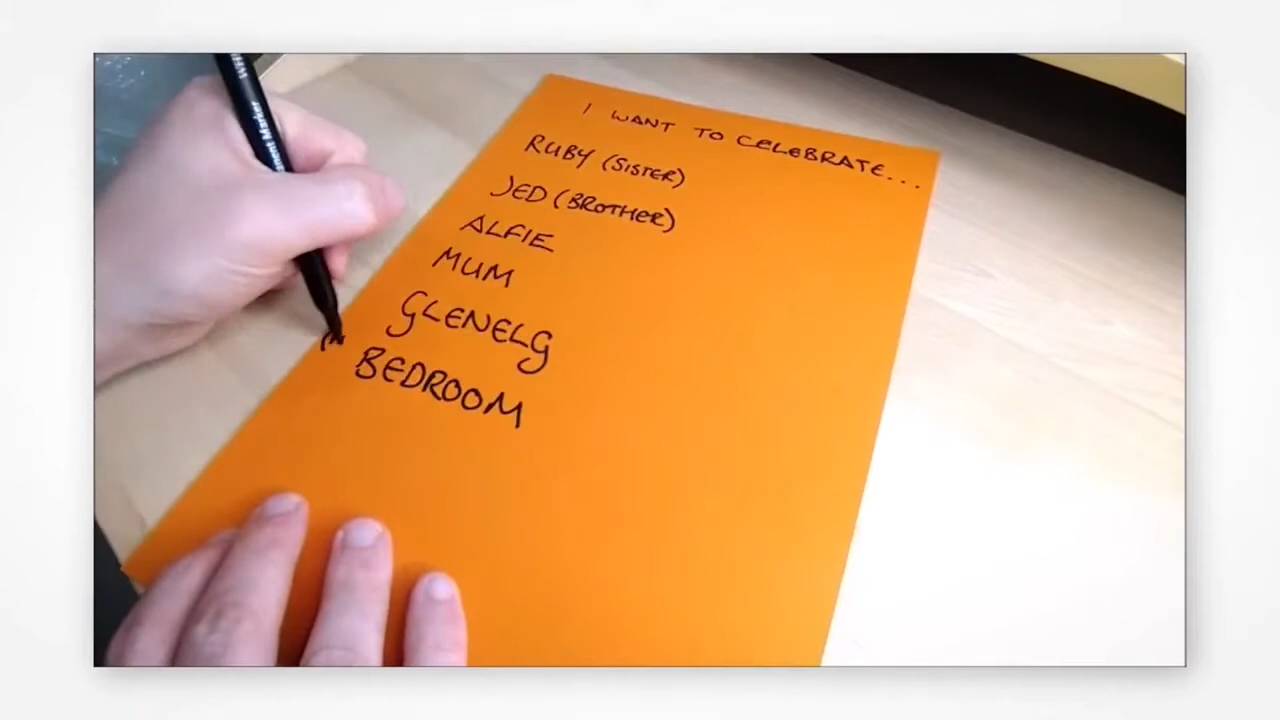 I WANT TO CELEBRATE...
RUBY (SISTER)
JED (BROTHER)
ALFIE
MUM
GLENELG
BEDROOM